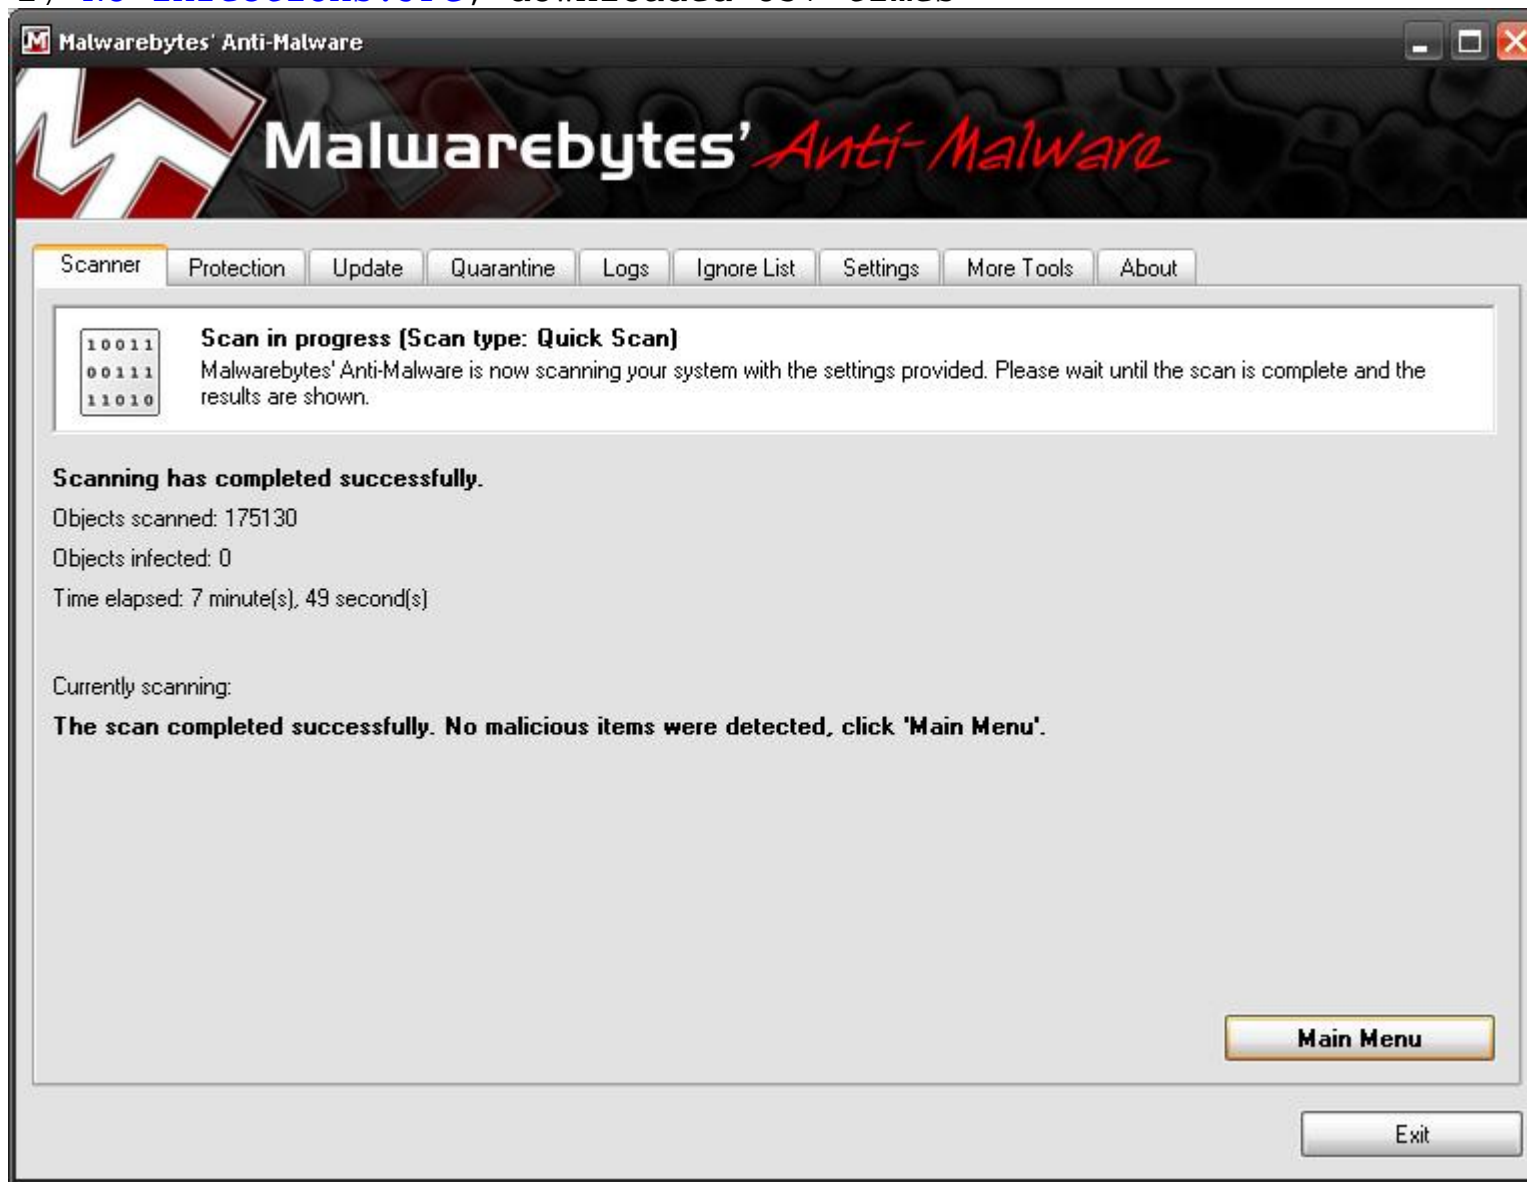 Malwarebytes' Anti-Malware
Malwarebytes' Anti-Malware
Scanner Protection Update Quarantine Logs Ignore List Settings More Tools About
10011
00111
11010
Scan in progress (Scan type: Quick Scan)
Malwarebytes' Anti-Malware is now scanning your system with the settings provided. Please wait until the scan is complete and the
results are shown.
Scanning has completed successfully.
Objects scanned: 175130
Objects infected: 0
Time elapsed: 7 minute(s), 49 second(s)
Currently scanning:
The scan completed successfully. No malicious items were detected, click 'Main Menu'.
Main Menu
Exit